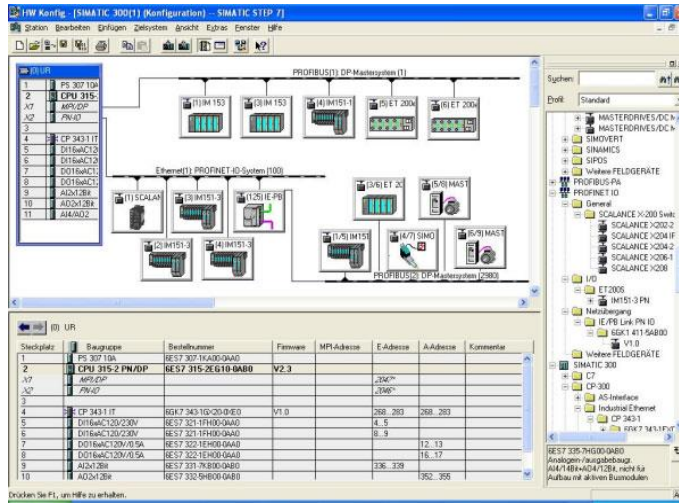 HW Konfig - [SIMATIC 300(1) (Konfiguration) -- SIMATIC STEP 7]
Station Bearbeiten Einfügen Zielsystem Ansicht Extras Fenster Hilfe
(0) UR
1 PS 307 10A
2 CPU 315-
X1 MPI/DP
X2 PN-IO
3
4 CP 343-1 IT
5 DI16xAC12
6 DI16xAC12
7 DO16xAC12
8 DO16xAC12
9 AI2x12Bit
10 AO2x12Bit
11 AI4/AO2
PROFIBUS(1): DP-Mastersystem (1)
(1) IM 153
(3) IM 153
(4) IM151-1
(5) ET 200
(6) ET 200
Ethernet(1): PROFINET-IO-System (100)
(1) SCALAN
(3) IM151-3
(125) IE-PB
(2) IM151-3
(4) IM151-3
(3/6) ET 20
(5/8) MAST
(1/5) IM151
(4/7) SIMO
(6/9) MAST
PROFIBUS(2): DP-Mastersystem (2980)
Suchen:
Profil: Standard
MASTERDRIVES/DC M
MASTERDRIVES/DC M
SIMOVERT
SINAMICS
SIPOS
Weitere FELDGERÄTE
PROFIBUS-PA
PROFINET IO
General
SCALANCE X-200 Switc
SCALANCE X202-2
SCALANCE X204 IR
SCALANCE X204-2
SCALANCE X206-1
SCALANCE X208
I/O
ET200S
IM151-3 PN
Netzübergang
IE/PB Link PN IO
6GK1 411-5AB00
V1.0
Weitere FELDGERÄTE
SIMATIC 300
C7
CP-300
AS-Interface
Industrial Ethernet
CP 343-1
6ES7 335-7HG00-0AB0
Analogein-/ausgabebaugr.
AI4/14Bit+AO4/12Bit, nicht für
Aufbau mit aktiven Busmodulen
(0) UR
Steckplatz Baugruppe Bestellnummer Firmware MPI-Adresse E-Adresse A-Adresse Kommentar
1 PS 307 10A 6ES7 307-1KA00-0AA0
2 CPU 315-2 PN/DP 6ES7 315-2EG10-0AB0 V2.3
X1 MPI/DP 2047*
X2 PN-IO 2046*
3
4 CP 343-1 IT V1.0 268...283 268...283
5 DI16xAC120/230V 6ES7 321-1FH00-0AA0 4...5
6 DI16xAC120/230V 6ES7 321-1FH00-0AA0 8...9
7 DO16xAC120V/0.5A 6ES7 322-1EH00-0AA0 12...13
8 DO16xAC120V/0.5A 6ES7 322-1EH00-0AA0 16...17
9 AI2x12Bit 6ES7 331-7KB00-0AB0 336...339
10 AO2x12Bit 6ES7 332-5HB00-0AB0 352...355
Drücken Sie F1, um Hilfe zu erhalten.